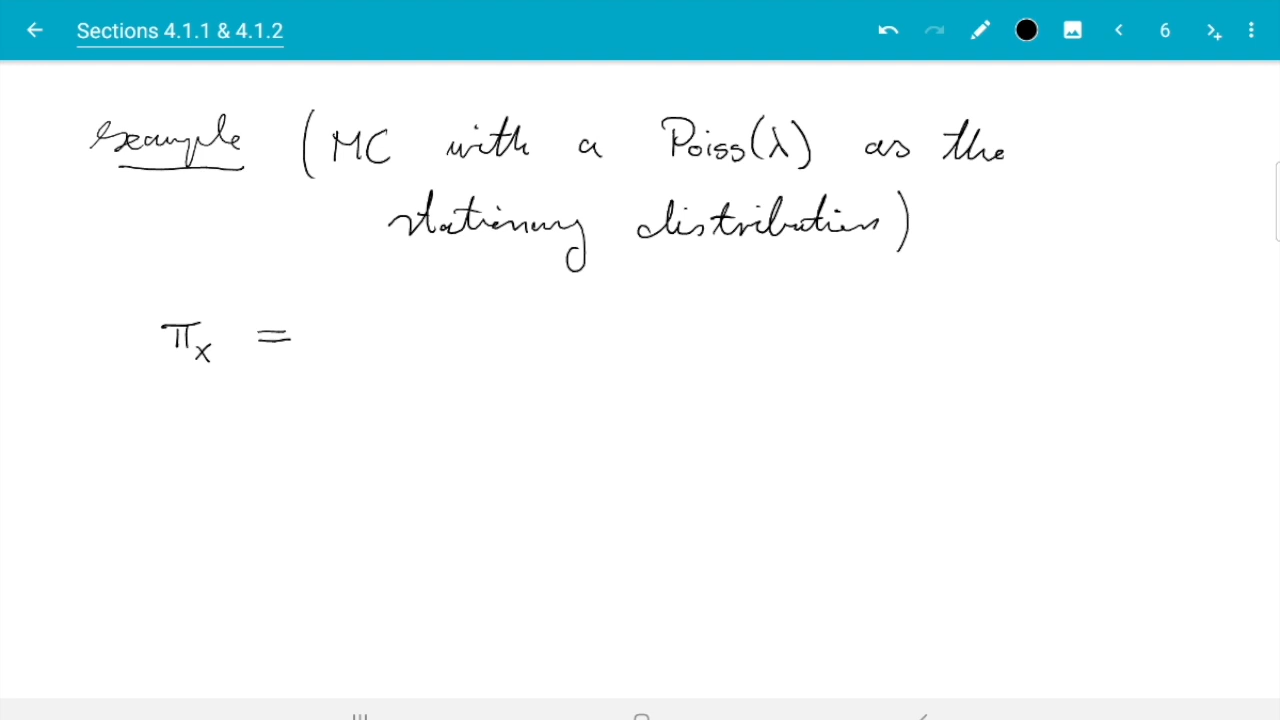 Sections 4.1.1 & 4.1.2
6
example (MC with a Poiss(λ) as the
stationary distribution)
π_x =